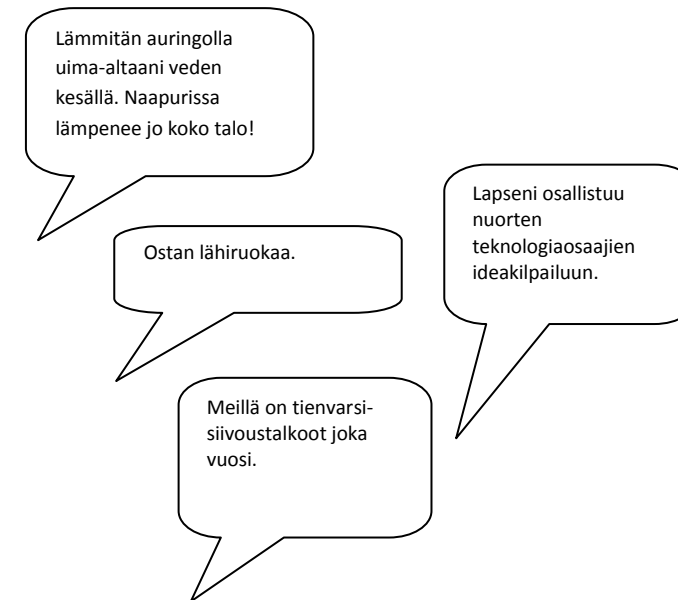 Lämmitän auringolla
uima-altaani veden
kesällä. Naapurissa
lämpenee jo koko talo!
Lapseni osallistuu
nuorten
teknologiaosaajien
ideakilpailuun.
Ostan lähiruokaa.
Meillä on tienvarsi-
siivoustalkoot joka
vuosi.